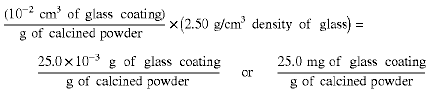 (10⁻² cm³ of glass coating)
g of calcined powder
×(2.50 g/cm³ density of glass)=
25.0×10⁻³ g of glass coating
g of calcined powder
or
25.0 mg of glass coating
g of calcined powder